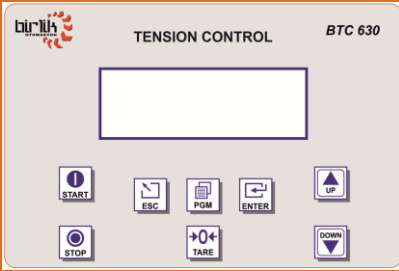 birlik
OTOMASYON
TENSION CONTROL
BTC 630
START
ESC
PGM
ENTER
UP
STOP
TARE
DOWN